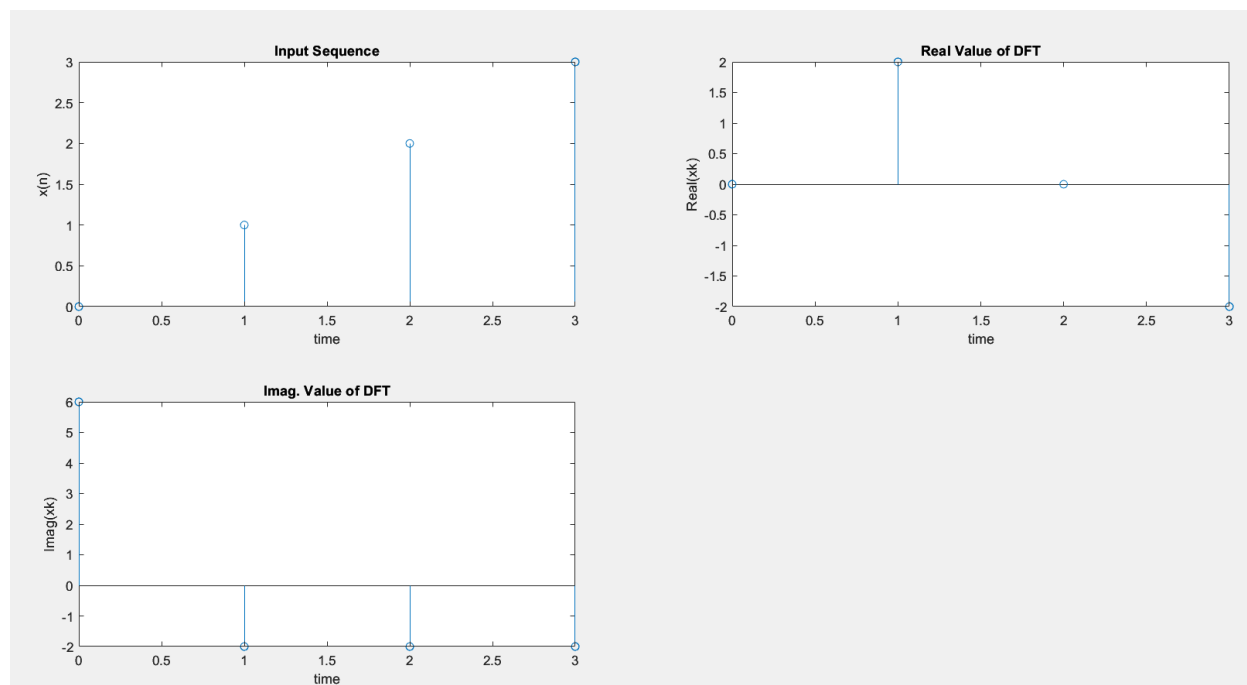 Input Sequence
3
2.5
2
1.5
1
0.5
0
x(n)
0 0.5 1 1.5 2 2.5 3
time
Real Value of DFT
2
1.5
1
0.5
0
-0.5
-1
-1.5
-2
Real(xk)
0 0.5 1 1.5 2 2.5 3
time
Imag. Value of DFT
6
5
4
3
2
1
0
-1
-2
Imag(xk)
0 0.5 1 1.5 2 2.5 3
time